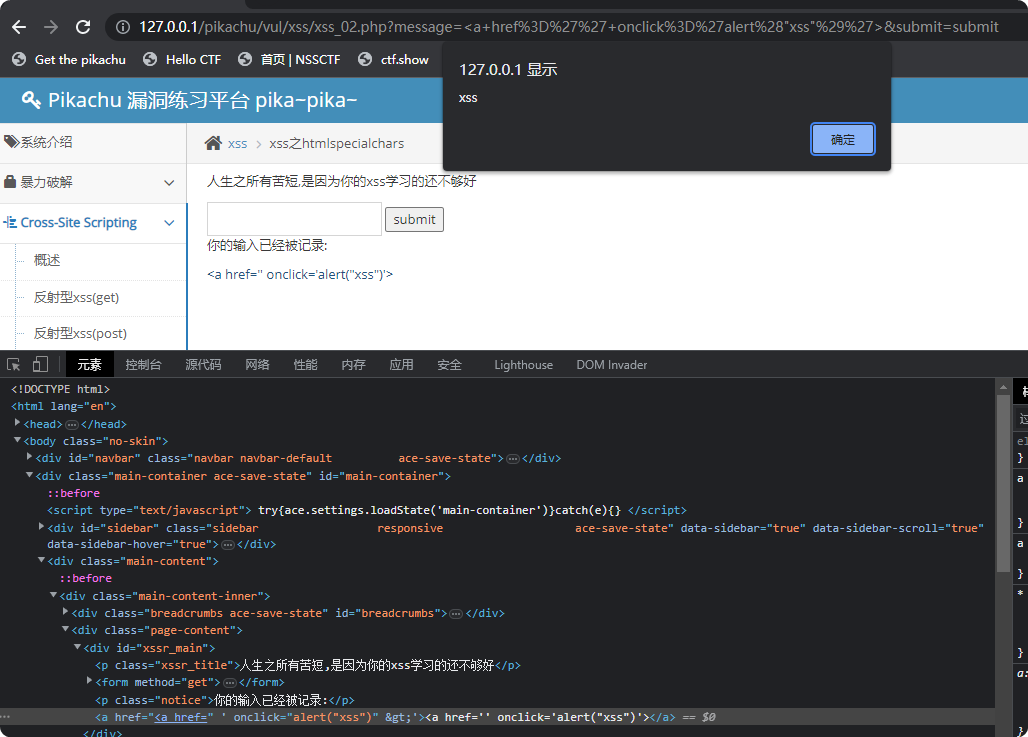 127.0.0.1/pikachu/vul/xss/xss_02.php?message=<a+href%3D%27%27+onclick%3D%27alert%28"xss"%29%27>&submit=submit
Get the pikachu Hello CTF 首页 | NSSCTF ctf.show
127.0.0.1 显示
xss
确定
Pikachu 漏洞练习平台 pika~pika~
系统介绍
暴力破解
Cross-Site Scripting
概述
反射型xss(get)
反射型xss(post)
xss > xss之htmlspecialchars
人生之所有苦短,是因为你的xss学习的还不够好
submit
你的输入已经被记录:
<a href='' onclick='alert("xss")'>
元素 控制台 源代码 网络 性能 内存 应用 安全 Lighthouse DOM Invader
<!DOCTYPE html>
<html lang="en">
<head> … </head>
<body class="no-skin">
<div id="navbar" class="navbar navbar-default ace-save-state"> … </div>
<div class="main-container ace-save-state" id="main-container">
::before
<script type="text/javascript"> try{ace.settings.loadState('main-container')}catch(e){} </script>
<div id="sidebar" class="sidebar responsive ace-save-state" data-sidebar="true" data-sidebar-scroll="true"
data-sidebar-hover="true"> … </div>
<div class="main-content">
::before
<div class="main-content-inner">
<div class="breadcrumbs ace-save-state" id="breadcrumbs"> … </div>
<div class="page-content">
<div id="xssr_main">
<p class="xssr_title">人生之所有苦短,是因为你的xss学习的还不够好</p>
<form method="get"> … </form>
<p class="notice">你的输入已经被记录:</p>
<a href="<a href=" ' onclick="alert("xss")" &gt;'><a href='' onclick='alert("xss")'></a> == $0
</div>
}
a
}
a
}
*
}
a:
}